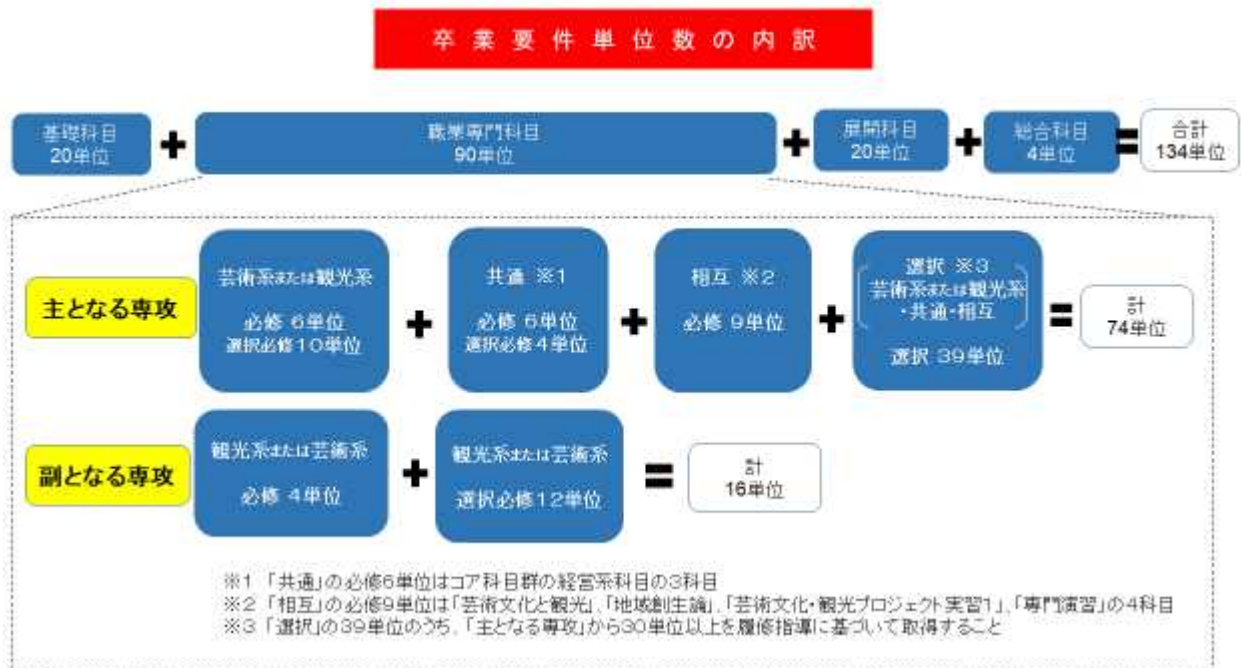 卒業要件単位数の内訳
基礎科目
20単位
+
職業専門科目
90単位
+
展開科目
20単位
+
総合科目
4単位
=
合計
134単位
主となる専攻
芸術系または観光系
必修 6単位
選択必修10単位
+
共通 ※1
必修 6単位
選択必修4単位
+
相互 ※2
必修 9単位
+
選択 ※3
芸術系または観光系
・共通・相互
選択 39単位
=
計
74単位
副となる専攻
観光系または芸術系
必修 4単位
+
観光系または芸術系
選択必修12単位
=
計
16単位
※1 「共通」の必修6単位はコア科目群の経営系科目の3科目
※2 「相互」の必修9単位は「芸術文化と観光」、「地域創生論」、「芸術文化・観光プロジェクト実習1」、「専門演習」の4科目
※3 「選択」の39単位のうち、「主となる専攻」から30単位以上を履修指導に基づいて取得すること